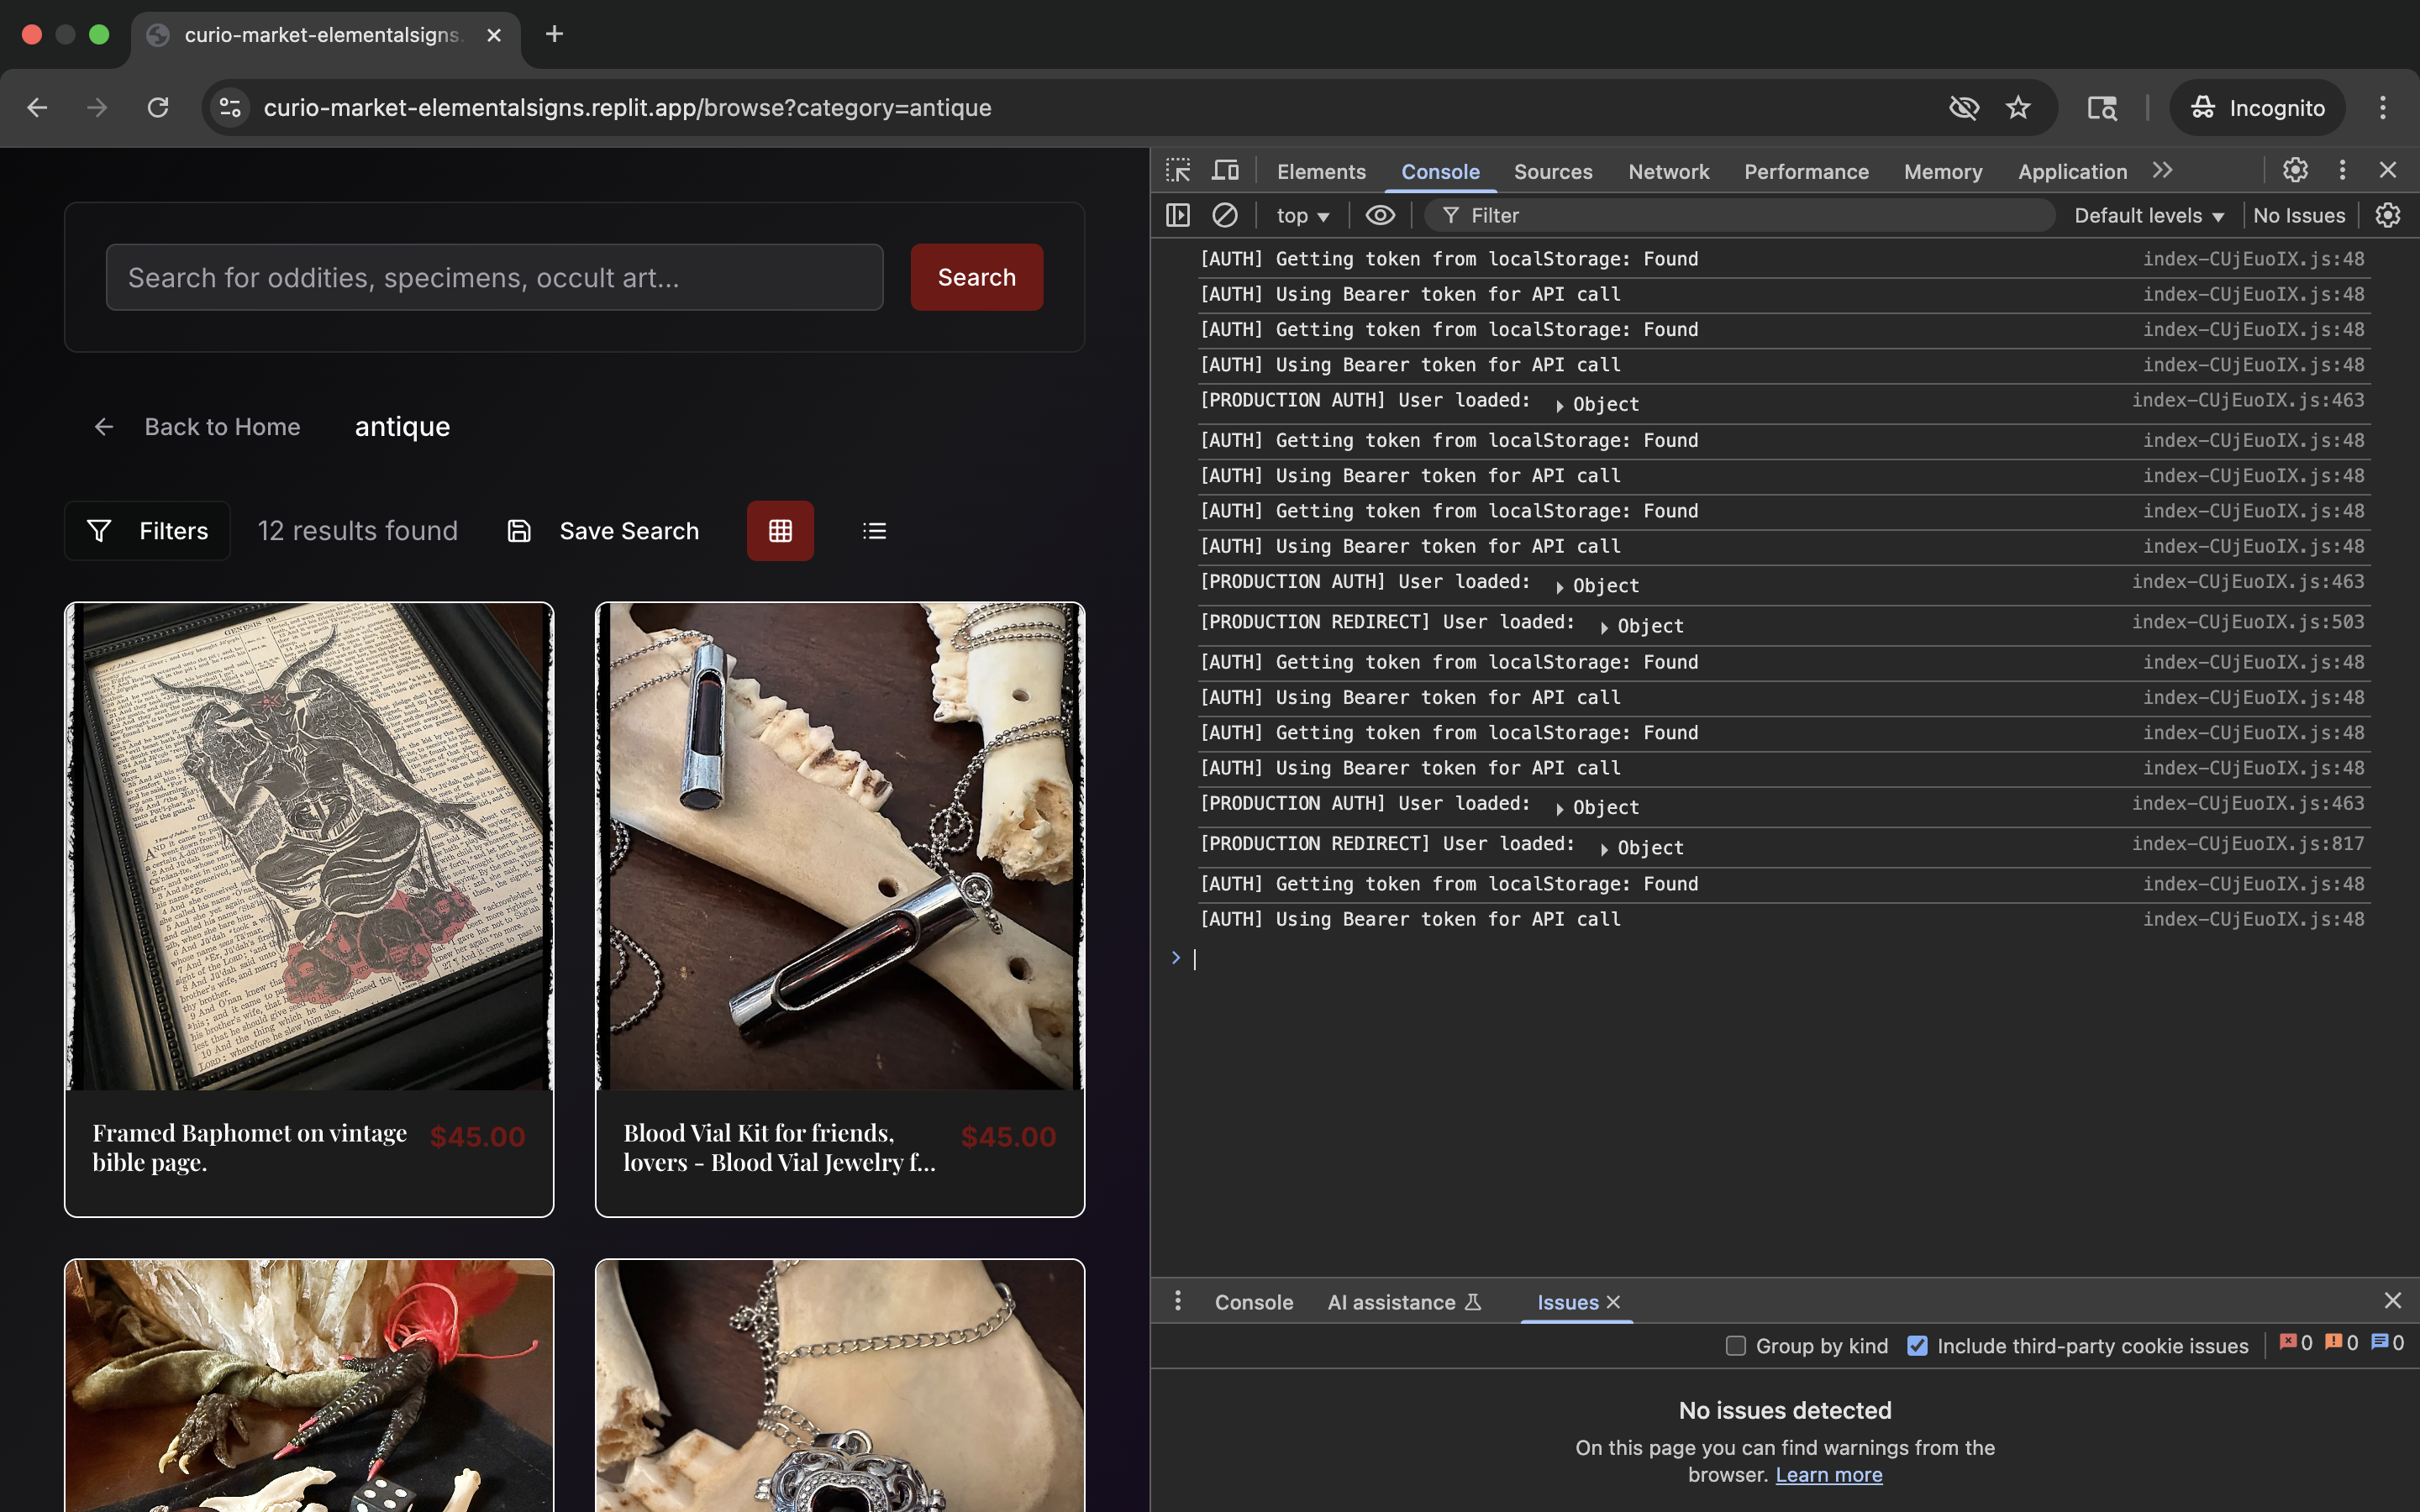 curio-market-elementalsigns.
curio-market-elementalsigns.replit.app/browse?category=antique
Incognito
Search for oddities, specimens, occult art...
Search
Back to Home
antique
Filters
12 results found
Save Search
GENESIS 38
Framed Baphomet on vintage
bible page.
$45.00
Blood Vial Kit for friends,
lovers - Blood Vial Jewelry f...
$45.00
Elements
Console
Sources
Network
Performance
Memory
Application
top
Filter
Default levels
No Issues
[AUTH] Getting token from localStorage: Found index-CUjEuoIX.js:48
[AUTH] Using Bearer token for API call index-CUjEuoIX.js:48
[AUTH] Getting token from localStorage: Found index-CUjEuoIX.js:48
[AUTH] Using Bearer token for API call index-CUjEuoIX.js:48
[PRODUCTION AUTH] User loaded: Object index-CUjEuoIX.js:463
[AUTH] Getting token from localStorage: Found index-CUjEuoIX.js:48
[AUTH] Using Bearer token for API call index-CUjEuoIX.js:48
[AUTH] Getting token from localStorage: Found index-CUjEuoIX.js:48
[AUTH] Using Bearer token for API call index-CUjEuoIX.js:48
[PRODUCTION AUTH] User loaded: Object index-CUjEuoIX.js:463
[PRODUCTION REDIRECT] User loaded: Object index-CUjEuoIX.js:503
[AUTH] Getting token from localStorage: Found index-CUjEuoIX.js:48
[AUTH] Using Bearer token for API call index-CUjEuoIX.js:48
[AUTH] Getting token from localStorage: Found index-CUjEuoIX.js:48
[AUTH] Using Bearer token for API call index-CUjEuoIX.js:48
[PRODUCTION AUTH] User loaded: Object index-CUjEuoIX.js:463
[PRODUCTION REDIRECT] User loaded: Object index-CUjEuoIX.js:817
[AUTH] Getting token from localStorage: Found index-CUjEuoIX.js:48
[AUTH] Using Bearer token for API call index-CUjEuoIX.js:48
Console
AI assistance
Issues
Group by kind
Include third-party cookie issues
0
0
0
No issues detected
On this page you can find warnings from the
browser. Learn more